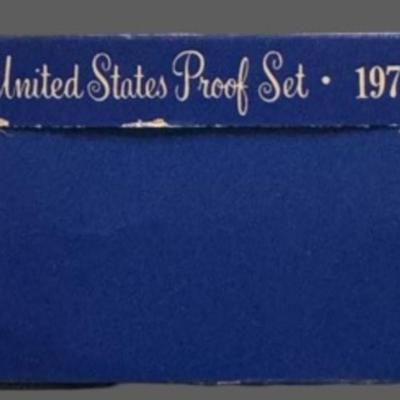 United States Proof Set • 197